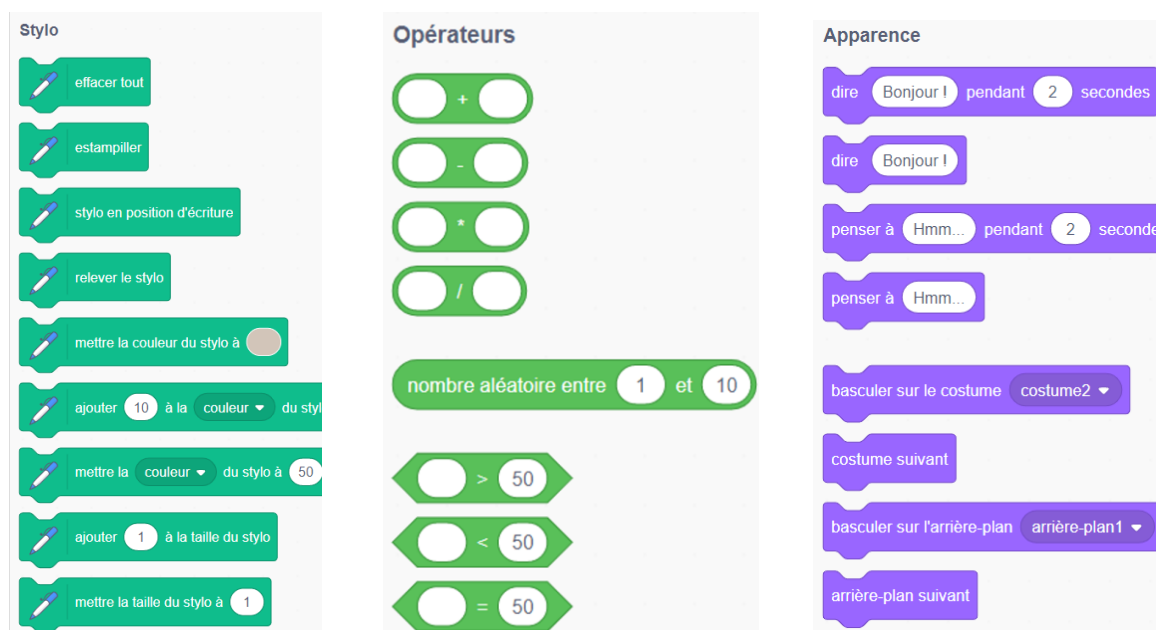 Stylo
effacer tout
estampiller
stylo en position d'écriture
relever le stylo
mettre la couleur du stylo à
ajouter 10 à la couleur du styl
mettre la couleur du stylo à 50
ajouter 1 à la taille du stylo
mettre la taille du stylo à 1
Opérateurs
+
-
*
/
nombre aléatoire entre 1 et 10
> 50
< 50
= 50
Apparence
dire Bonjour ! pendant 2 secondes
dire Bonjour !
penser à Hmm... pendant 2 seconde
penser à Hmm...
basculer sur le costume costume2
costume suivant
basculer sur l'arrière-plan arrière-plan1
arrière-plan suivant